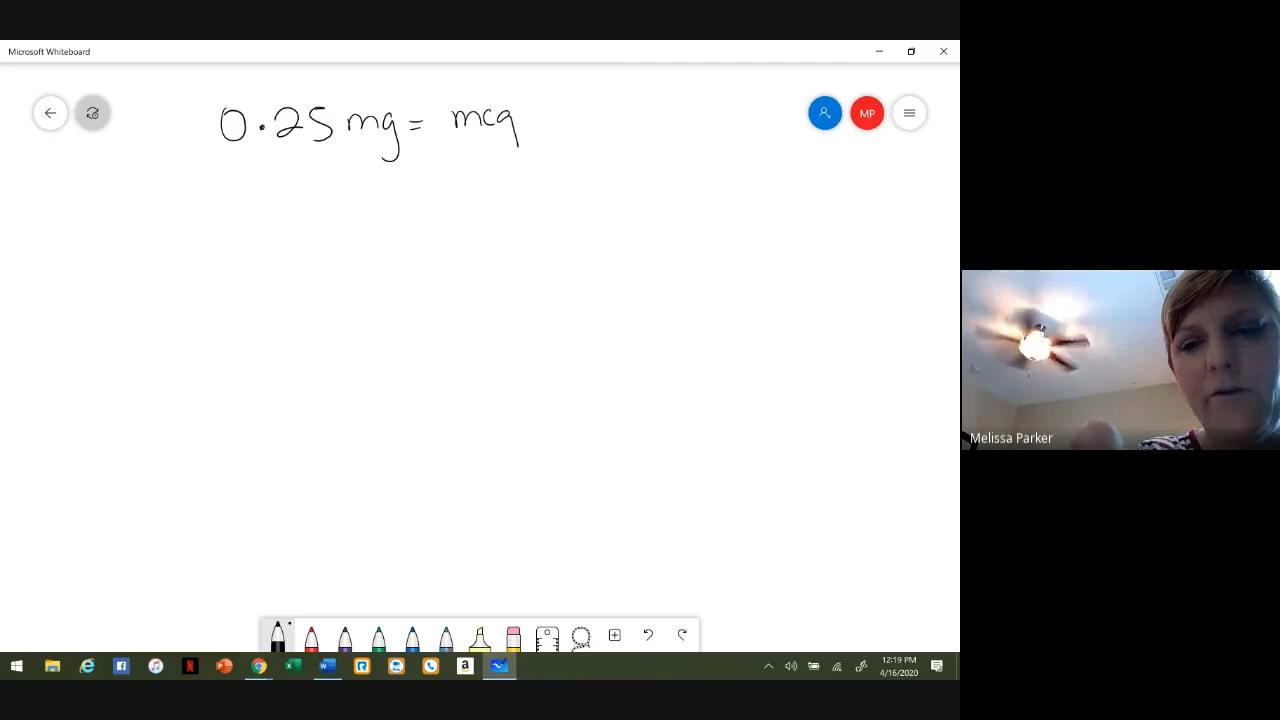 Microsoft Whiteboard
0.25 mg = mcg
MP
Melissa Parker
12:19 PM
4/16/2020